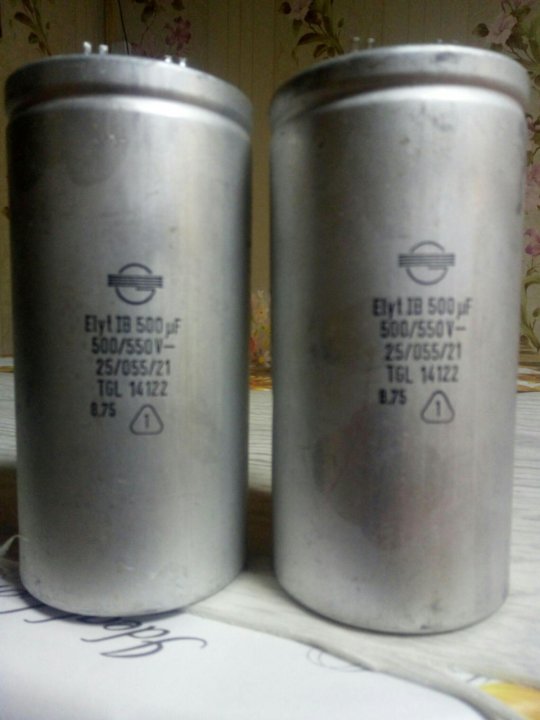 Elyt IB 500 µF
500/550V-
25/055/21
TGL 14122
8.75 1
Elyt IB 500 µF
500/550V-
25/055/21
TGL 14122
8.75 1